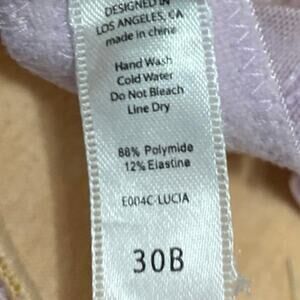 DESIGNED IN
LOS ANGELES, CA
made in china
Hand Wash
Cold Water
Do Not Bleach
Line Dry
88% Polymide
12% Elastine
E004C-LUCIA
30B